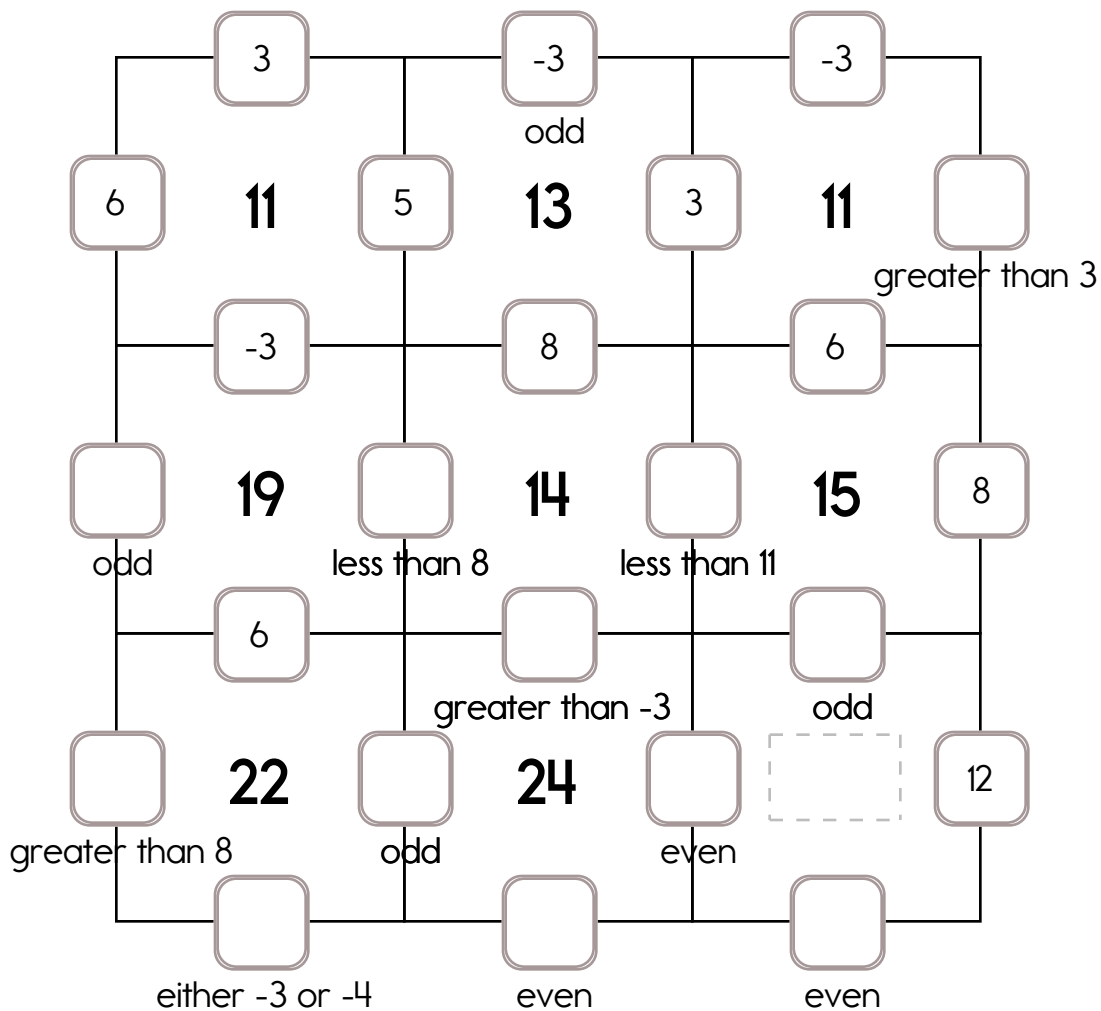 3 -3 -3
odd
6 11 5 13 3 11
greater than 3
-3 8 6
19 14 15 8
odd less than 8 less than 11
6
greater than -3 odd
22 24 12
greater than 8 odd even
either -3 or -4 even even